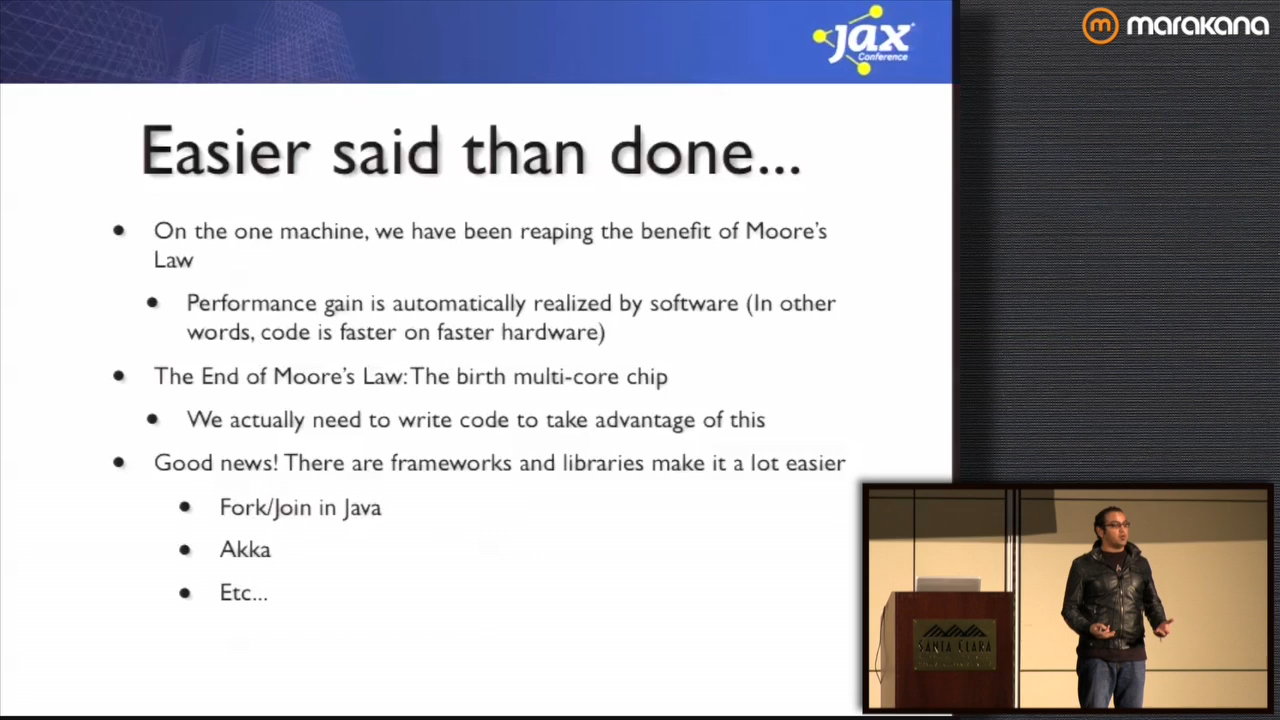 jax
Conference
m marakana
Easier said than done...
• On the one machine, we have been reaping the benefit of Moore's
Law
• Performance gain is automatically realized by software (In other
words, code is faster on faster hardware)
• The End of Moore's Law: The birth multi-core chip
• We actually need to write code to take advantage of this
• Good news! There are frameworks and libraries make it a lot easier
• Fork/Join in Java
• Akka
• Etc...
SANTA CLARA